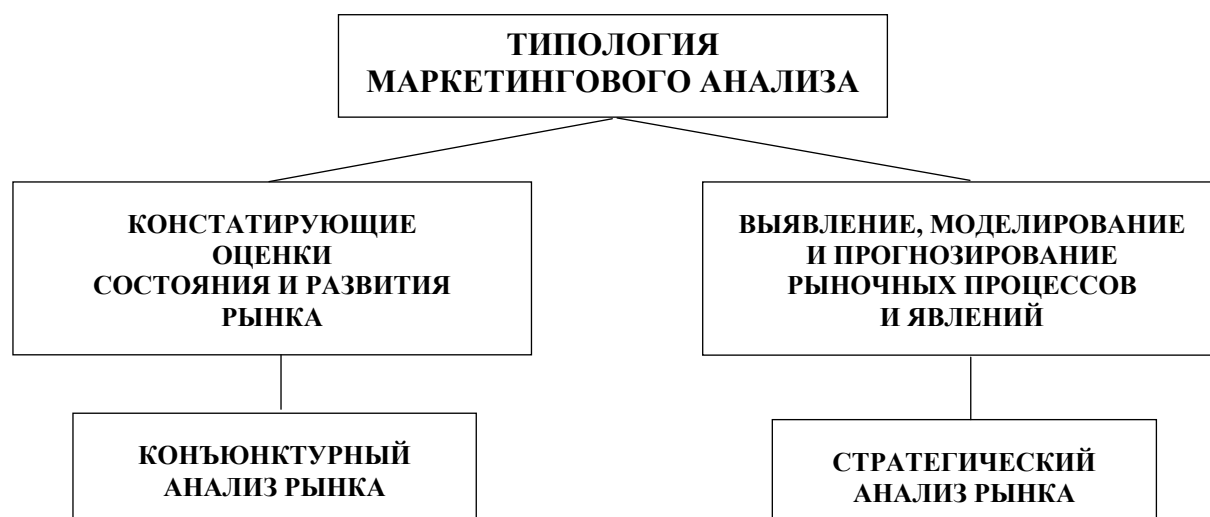 ТИПОЛОГИЯ
МАРКЕТИНГОВОГО АНАЛИЗА
КОНСТАТИРУЮЩИЕ
ОЦЕНКИ
СОСТОЯНИЯ И РАЗВИТИЯ
РЫНКА
ВЫЯВЛЕНИЕ, МОДЕЛИРОВАНИЕ
И ПРОГНОЗИРОВАНИЕ
РЫНОЧНЫХ ПРОЦЕССОВ
И ЯВЛЕНИЙ
КОНЪЮНКТУРНЫЙ
АНАЛИЗ РЫНКА
СТРАТЕГИЧЕСКИЙ
АНАЛИЗ РЫНКА